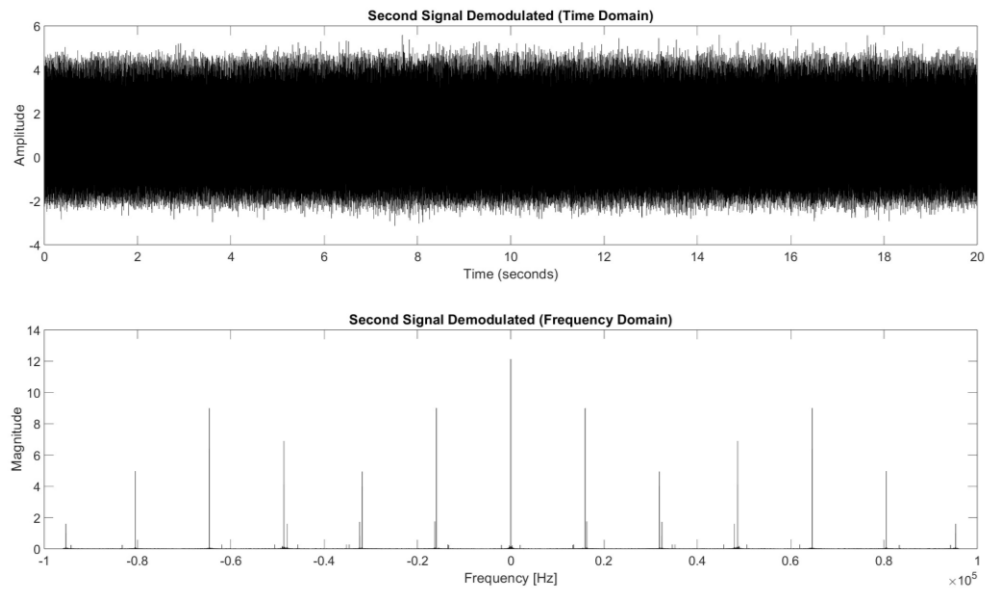 Second Signal Demodulated (Time Domain)
6
4
2
0
-2
-4
Amplitude
0 2 4 6 8 10 12 14 16 18 20
Time (seconds)
Second Signal Demodulated (Frequency Domain)
14
12
10
8
6
4
2
0
Magnitude
-1 -0.8 -0.6 -0.4 -0.2 0 0.2 0.4 0.6 0.8 1
Frequency [Hz]
×10^5